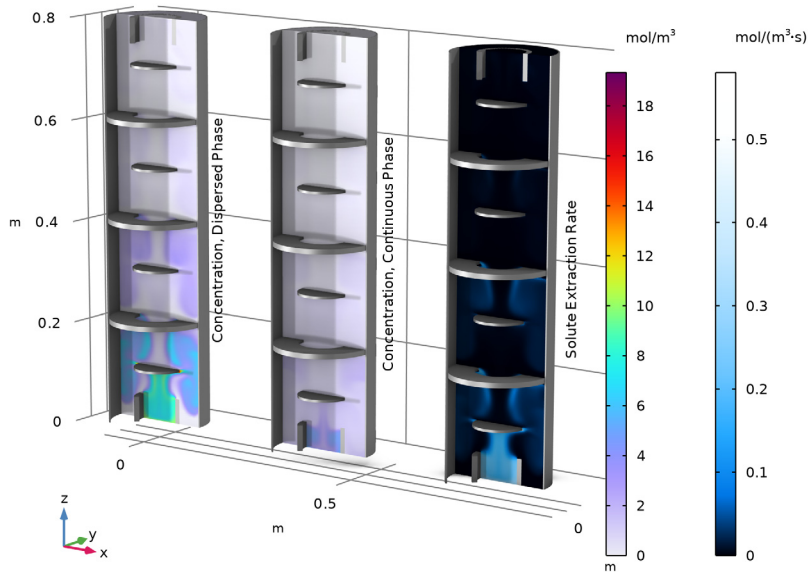 0.8
0.6
0.4
m
0.2
0
0
0.5
0
m
m
Concentration, Dispersed Phase
Concentration, Continuous Phase
Solute Extraction Rate
mol/m³
18
16
14
12
10
8
6
4
2
0
mol/(m³·s)
0.5
0.4
0.3
0.2
0.1
0
z
y
x